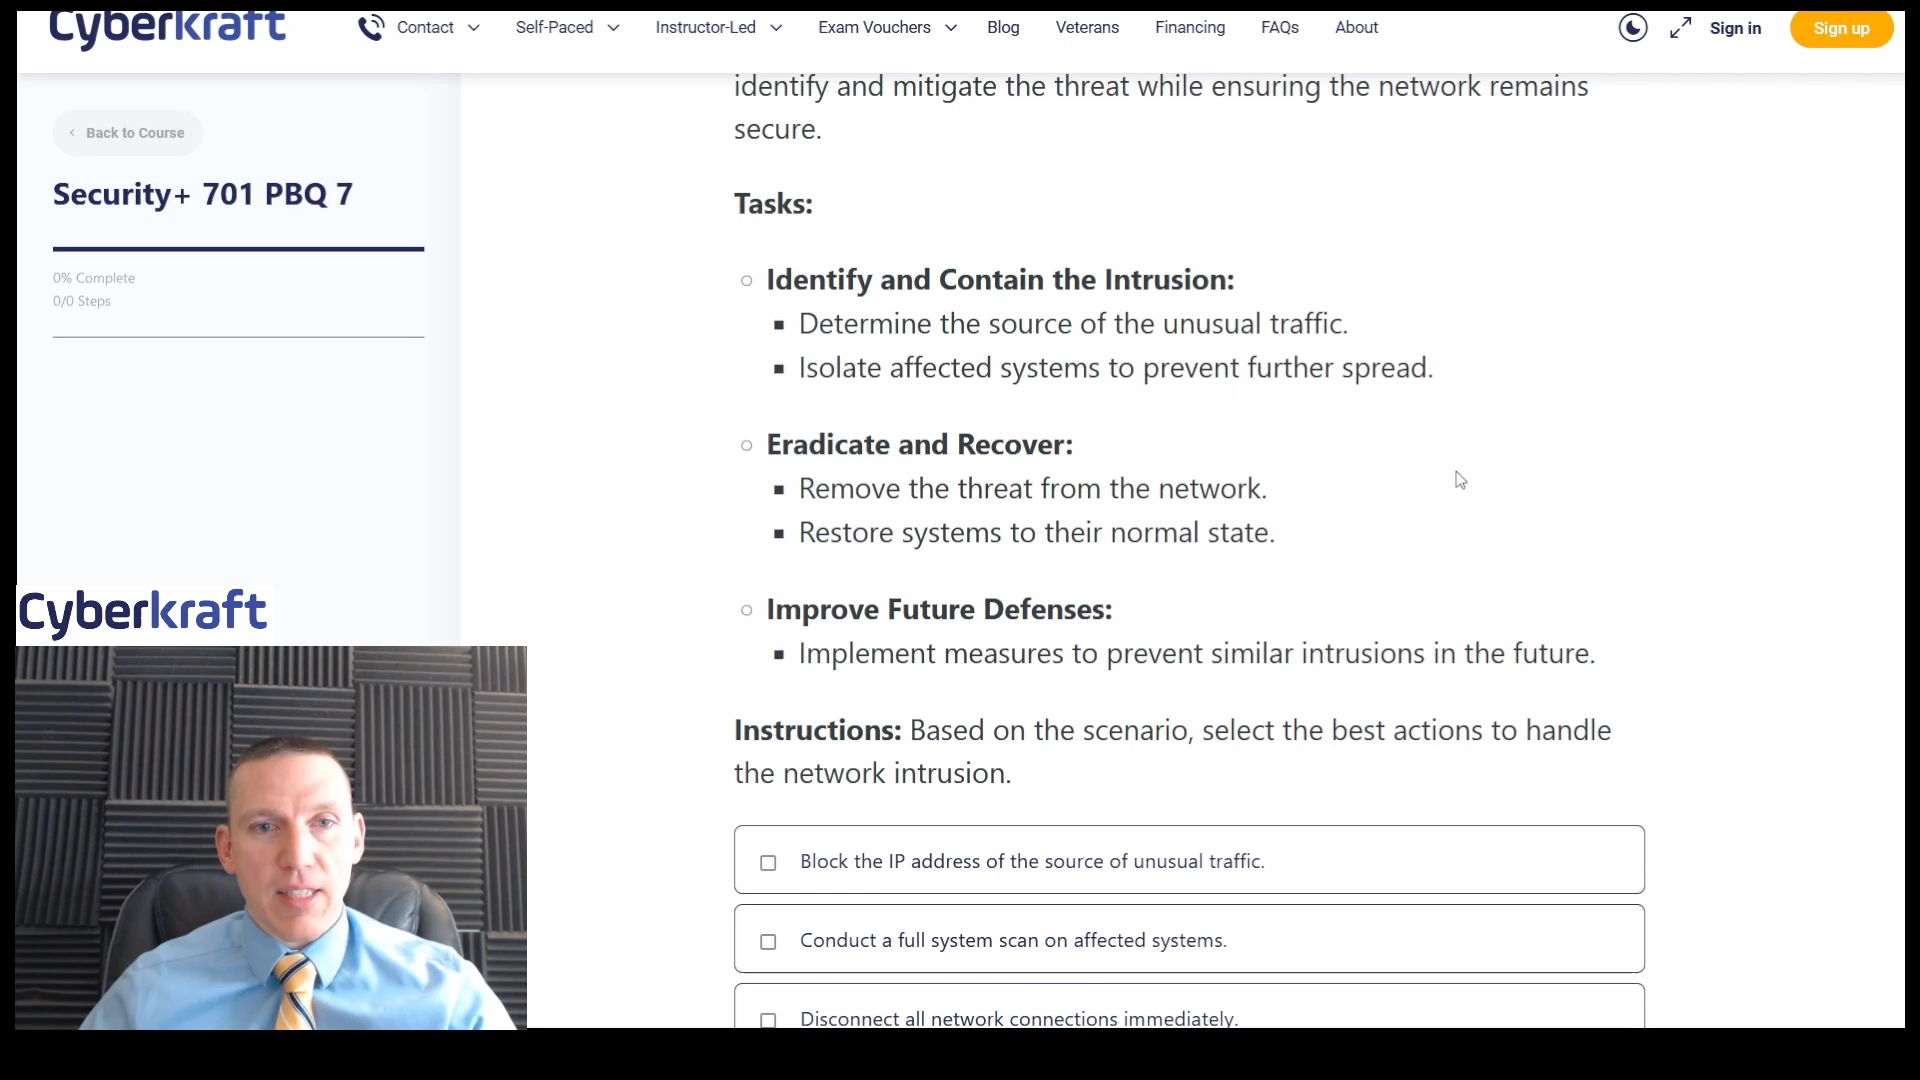 Cyberkraft
Contact
Self-Paced
Instructor-Led
Exam Vouchers
Blog
Veterans
Financing
FAQs
About
Sign in
Sign up
Back to Course
Security+ 701 PBQ 7
0% Complete
0/0 Steps
identify and mitigate the threat while ensuring the network remains
secure.
Tasks:
Identify and Contain the Intrusion:
Determine the source of the unusual traffic.
Isolate affected systems to prevent further spread.
Eradicate and Recover:
Remove the threat from the network.
Restore systems to their normal state.
Improve Future Defenses:
Implement measures to prevent similar intrusions in the future.
Instructions: Based on the scenario, select the best actions to handle
the network intrusion.
Block the IP address of the source of unusual traffic.
Conduct a full system scan on affected systems.
Disconnect all network connections immediately.
Cyberkraft